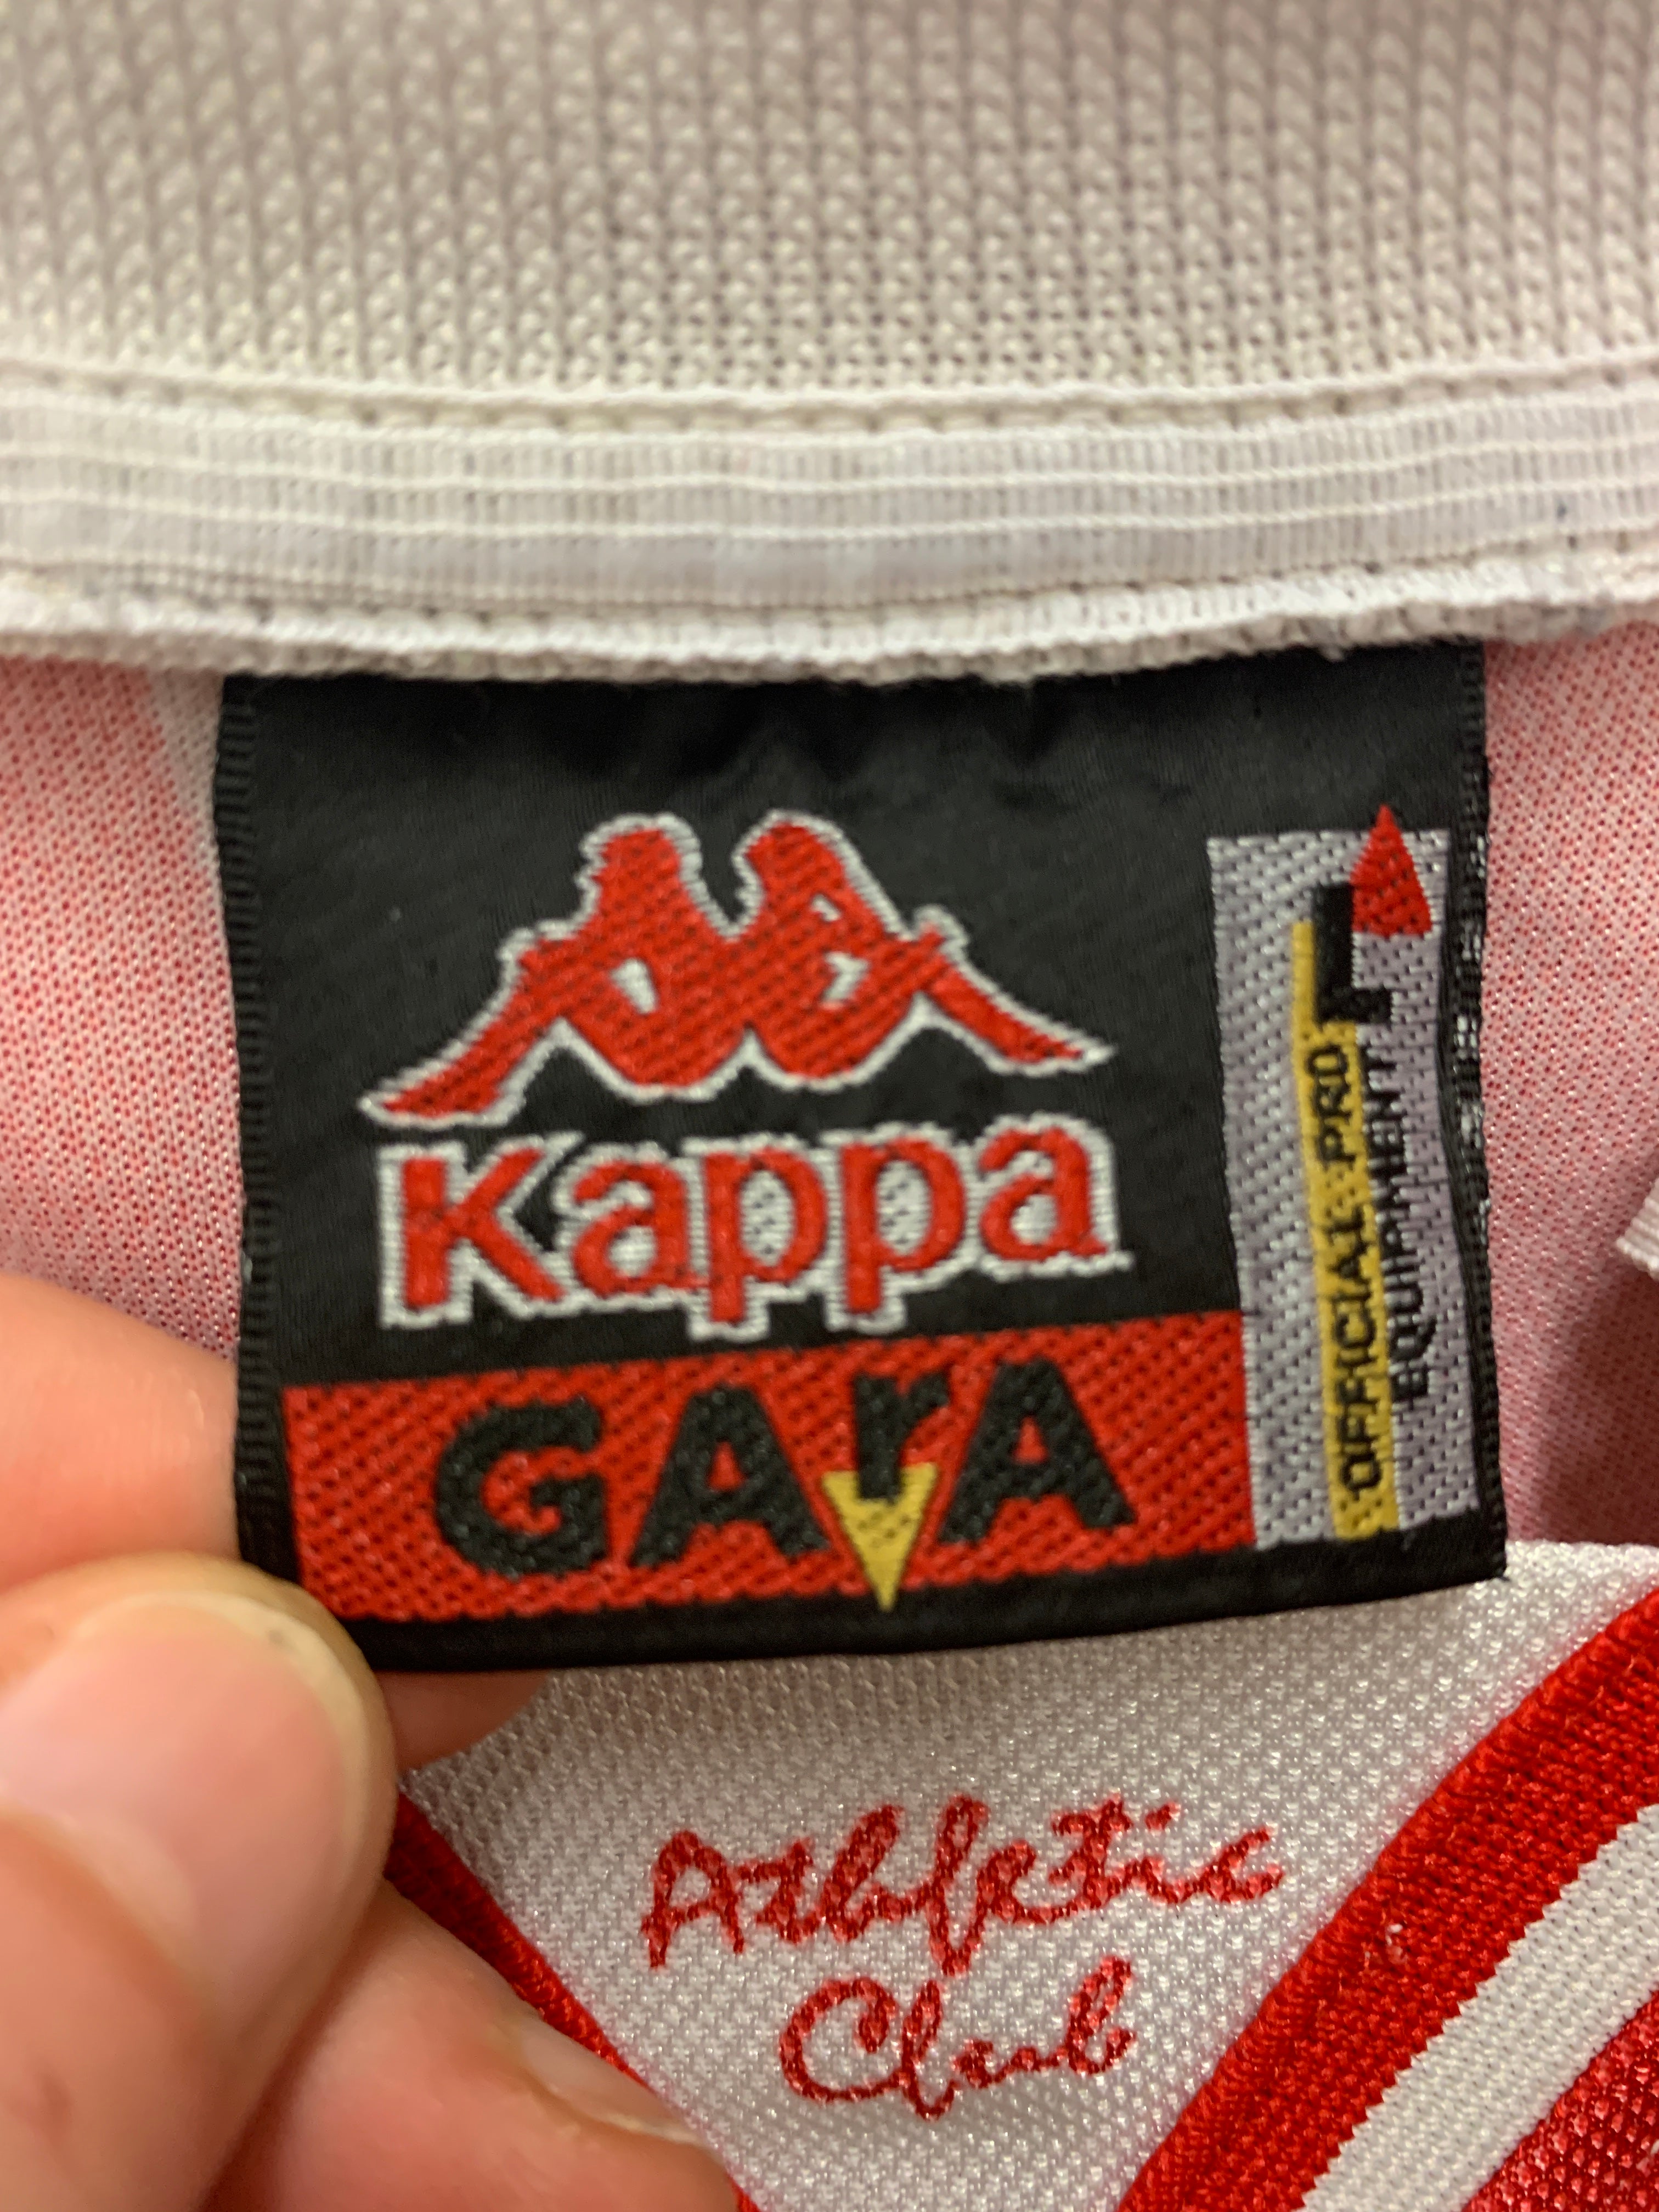 Kappa
GArA
OFFICIAL PRO
EQUIPMENT
Athletic
Club